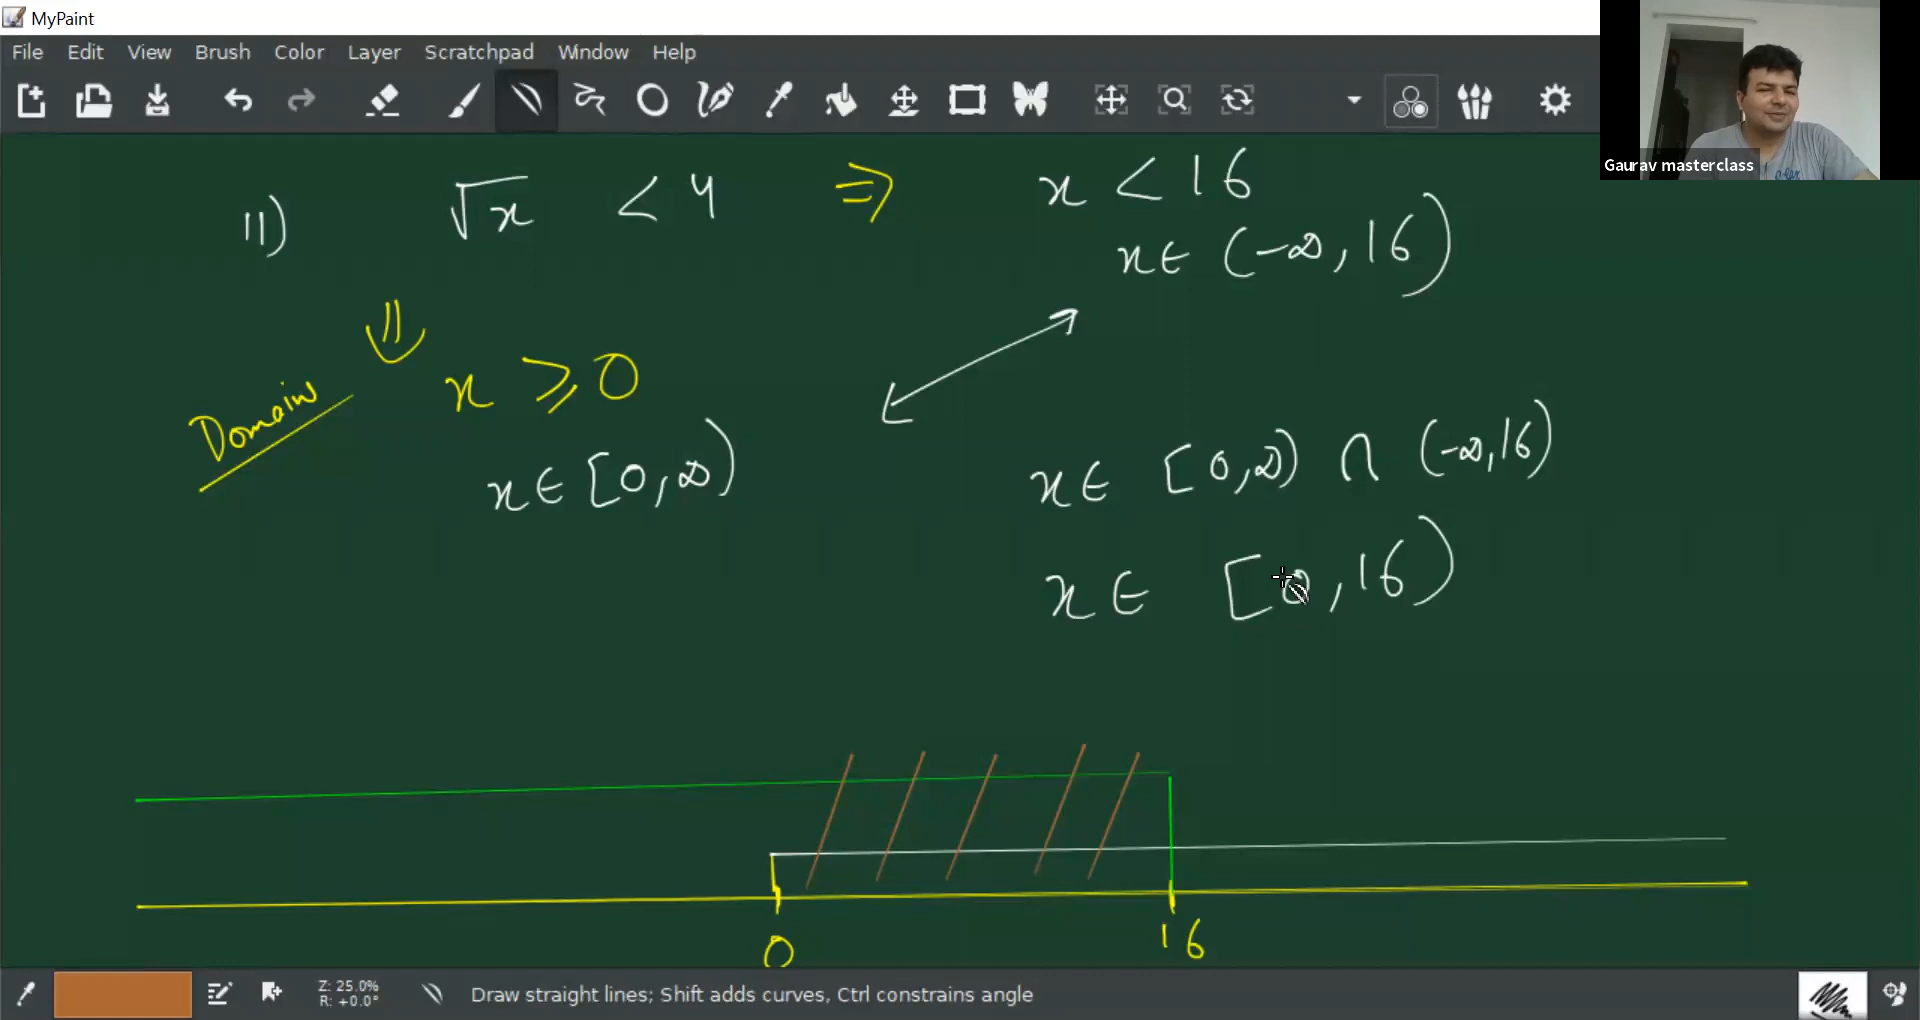 MyPaint
File Edit View Brush Color Layer Scratchpad Window Help
Gaurav masterclass
11) √x < 4 ⇒ x < 16
x ∈ (-∞, 16)
⇓
Domain x ≥ 0
x ∈ [0, ∞)
x ∈ [0, ∞) ∩ (-∞, 16)
x ∈ [0, 16)
0 16
Z: 25.0%
R: +0.0°
Draw straight lines; Shift adds curves, Ctrl constrains angle